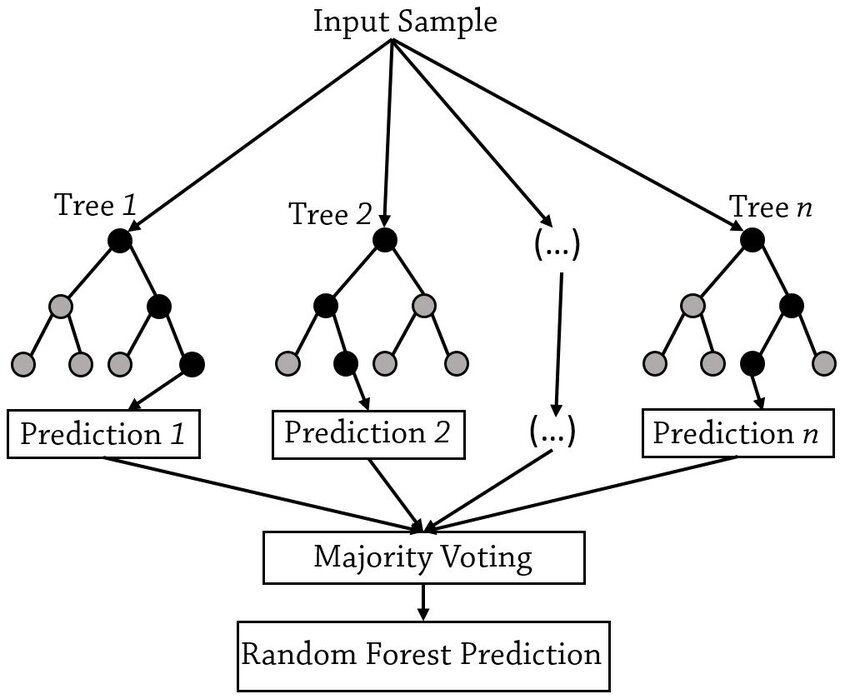 Input Sample
Tree 1
Tree 2
(...)
Tree n
Prediction 1
Prediction 2
(...)
Prediction n
Majority Voting
Random Forest Prediction